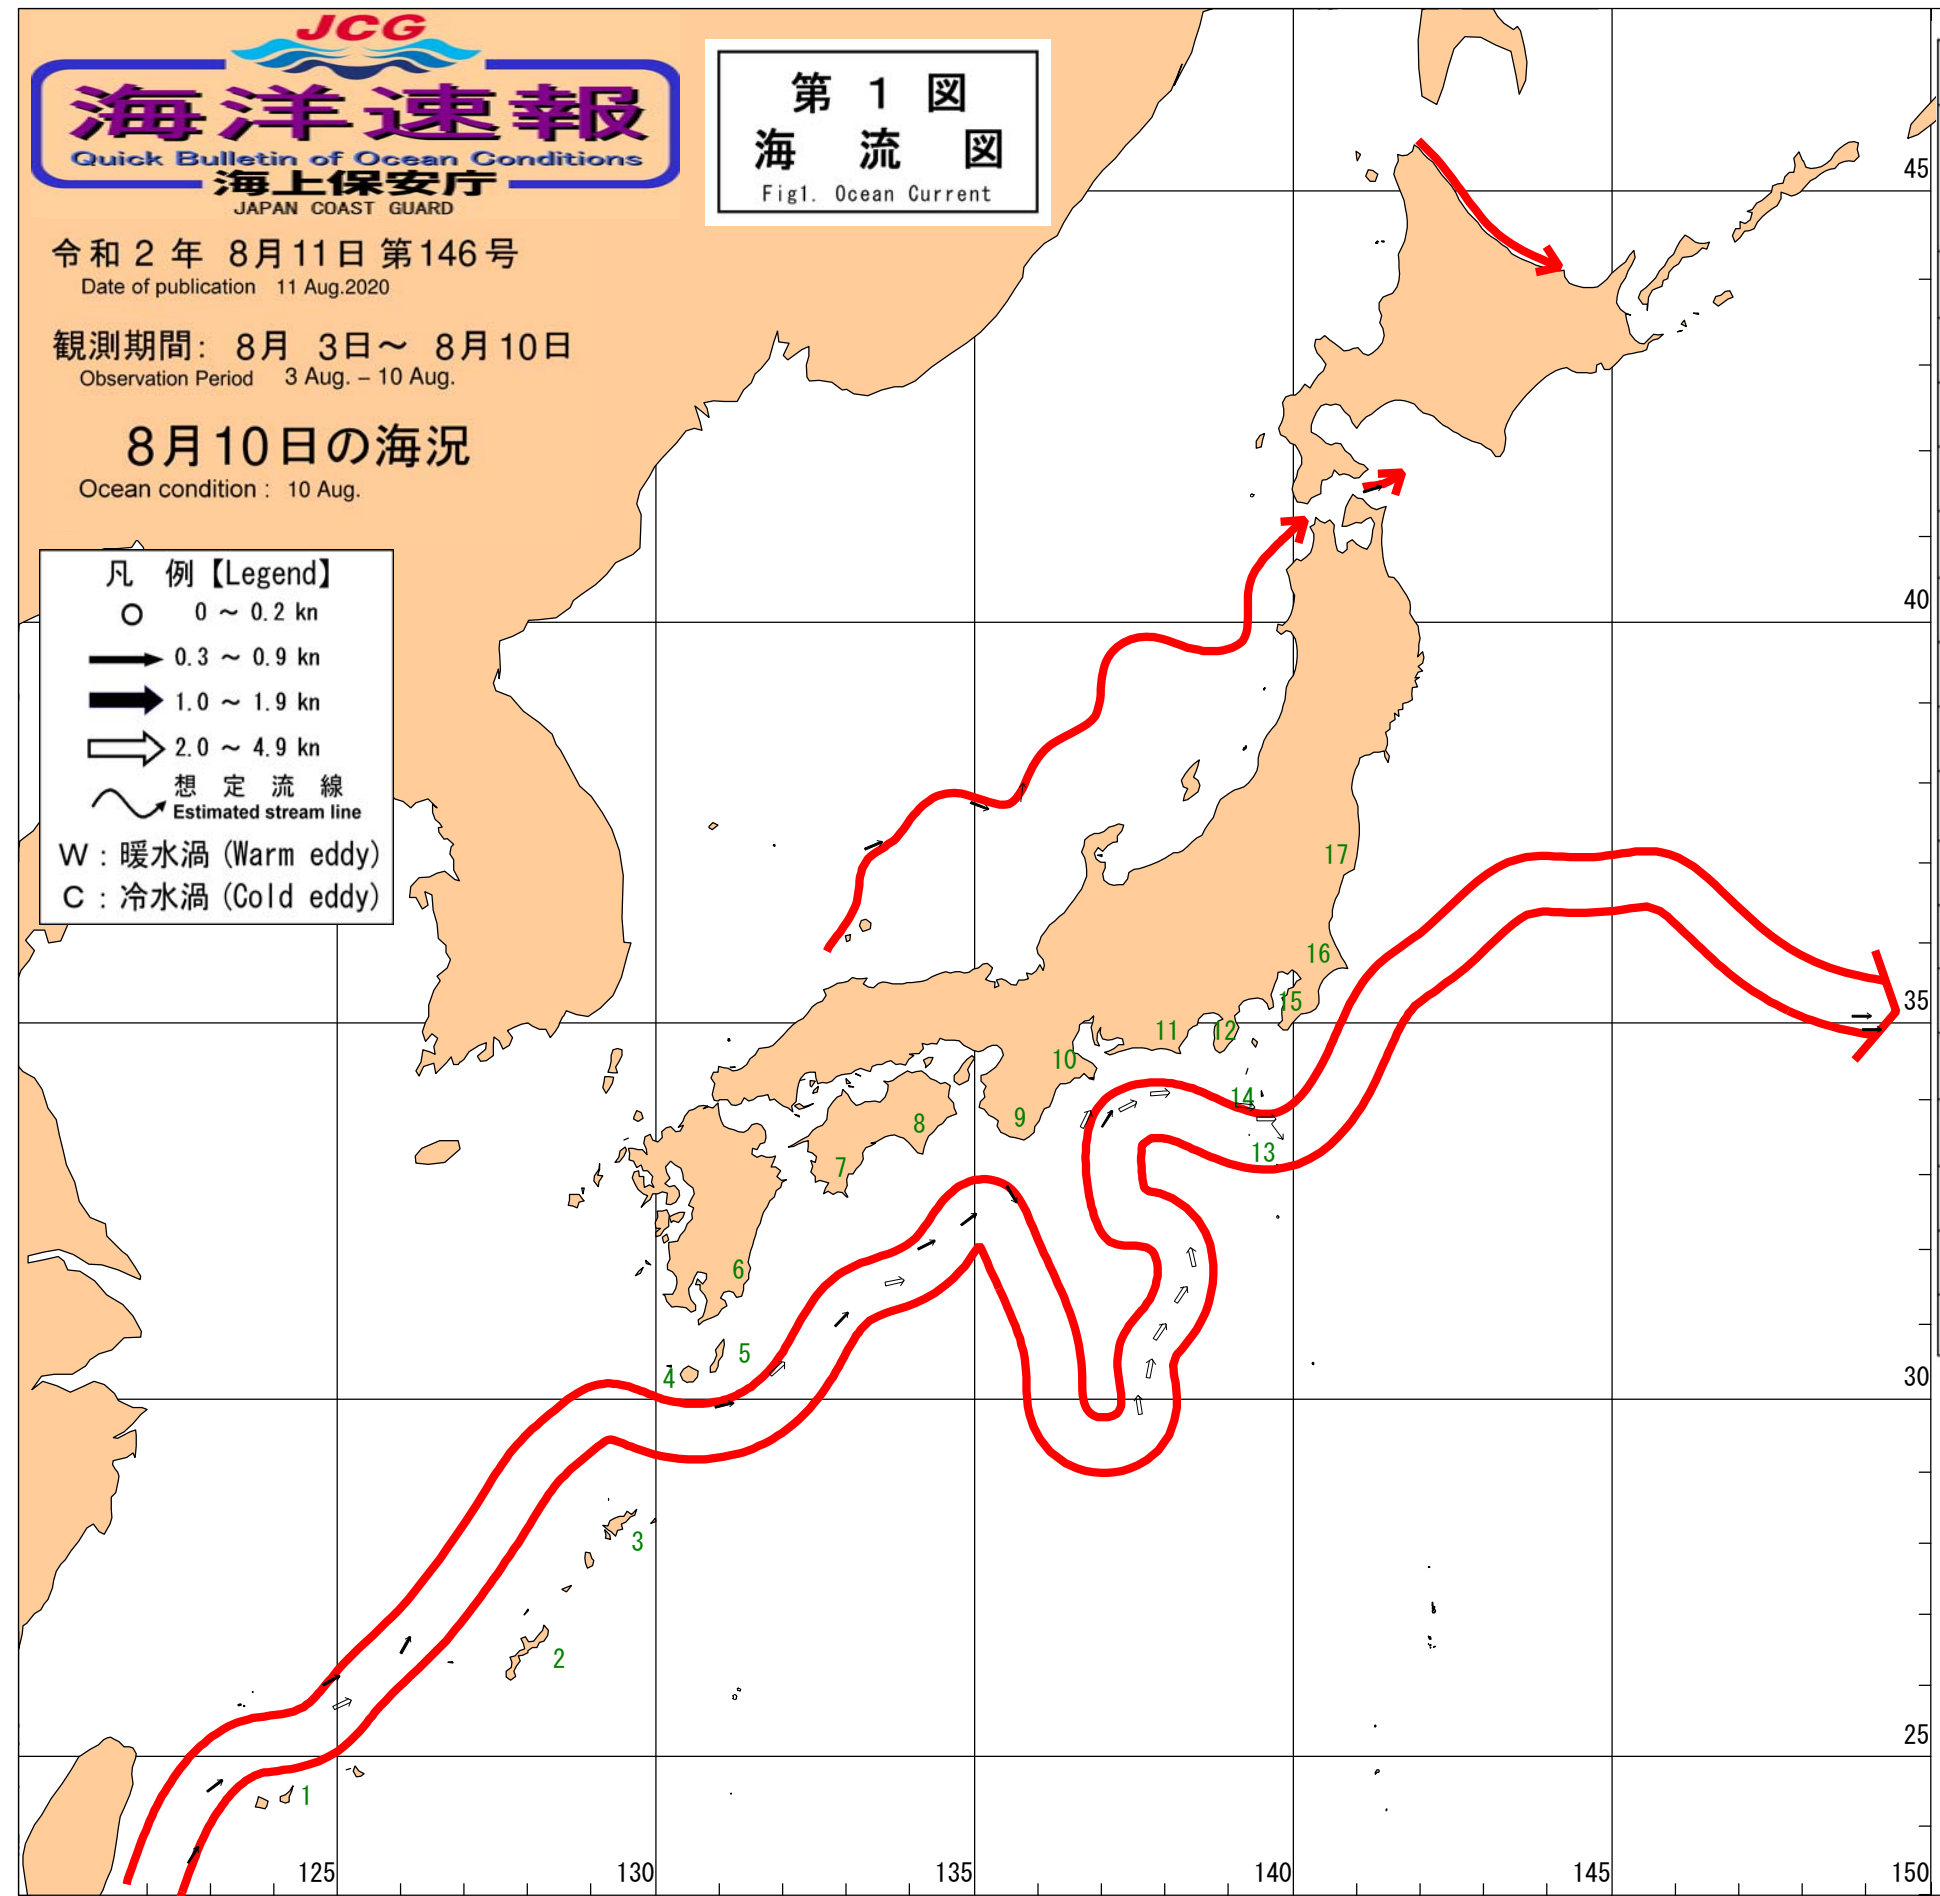 JCG
海洋速報
Quick Bulletin of Ocean Conditions
海上保安庁
JAPAN COAST GUARD
第 1 図
海 流 図
Fig1. Ocean Current
令和 2 年 8月11日 第146号
Date of publication 11 Aug.2020
観測期間: 8月 3日~ 8月10日
Observation Period 3 Aug. – 10 Aug.
8月10日の海況
Ocean condition : 10 Aug.
凡 例【Legend】
0 ~ 0.2 kn
0.3 ~ 0.9 kn
1.0 ~ 1.9 kn
2.0 ~ 4.9 kn
想 定 流 線
Estimated stream line
W : 暖水渦 (Warm eddy)
C : 冷水渦 (Cold eddy)
45
40
35
30
25
17
16
15
12
11
10
14
9
8
13
7
6
5
4
3
2
1
125
130
135
140
145
150